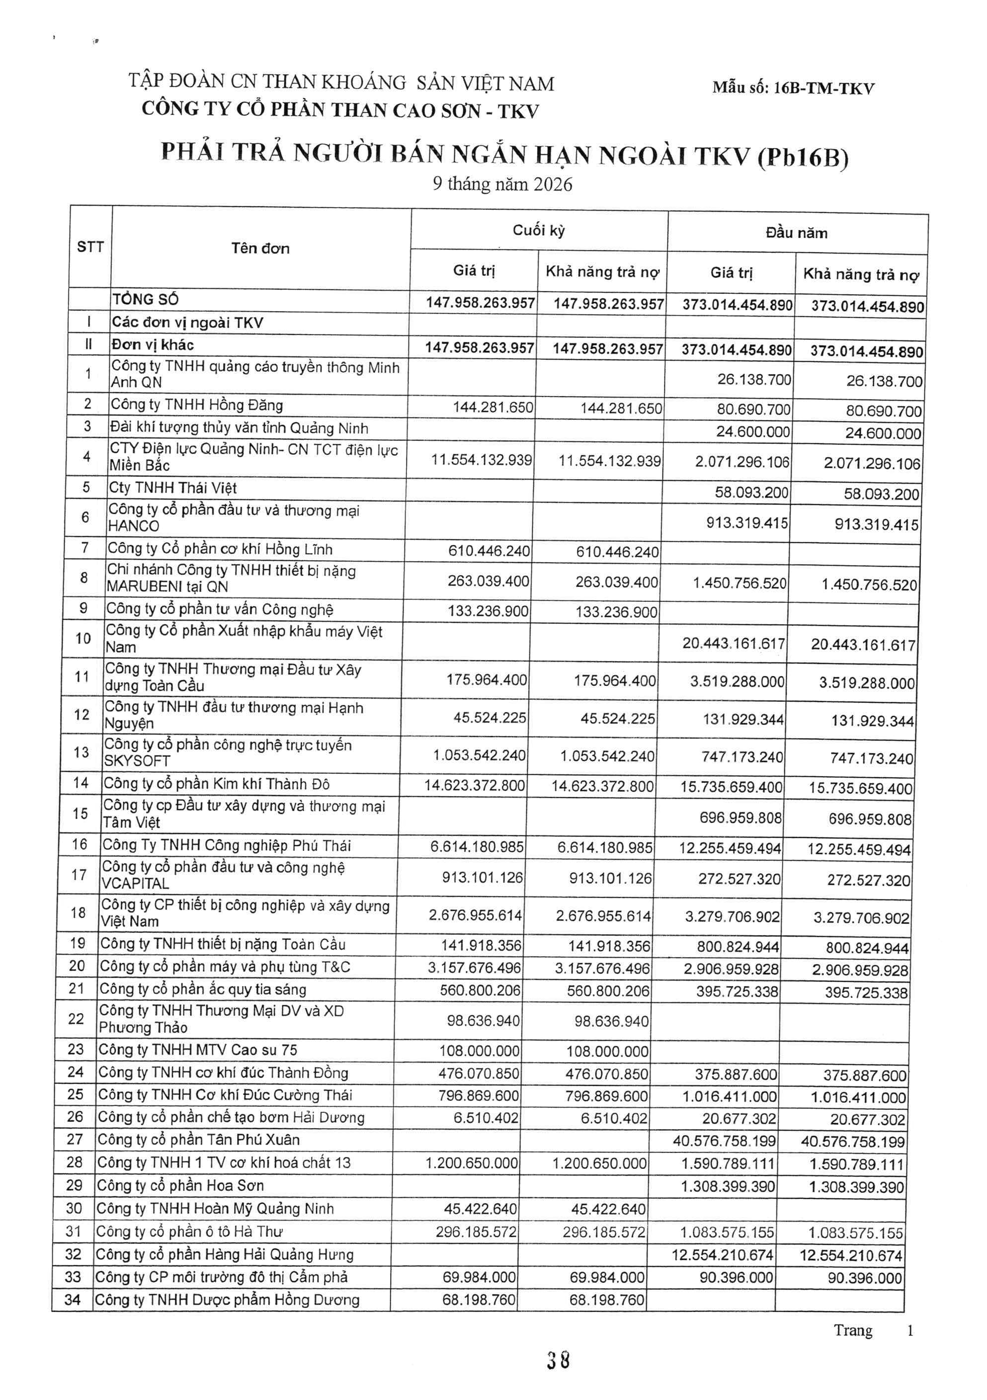 TẬP ĐOÀN CN THAN KHOÁNG SẢN VIỆT NAM
Mẫu số: 16B-TM-TKV
CÔNG TY CỔ PHẦN THAN CAO SƠN - TKV
PHẢI TRẢ NGƯỜI BÁN NGẮN HẠN NGOÀI TKV (Pb16B)
9 tháng năm 2026
STT Tên đơn Cuối kỳ Đầu năm
Giá trị Khả năng trả nợ Giá trị Khả năng trả nợ
TỔNG SỐ 147.958.263.957 147.958.263.957 373.014.454.890 373.014.454.890
I Các đơn vị ngoài TKV
II Đơn vị khác 147.958.263.957 147.958.263.957 373.014.454.890 373.014.454.890
1 Công ty TNHH quảng cáo truyền thông Minh
Anh QN 26.138.700 26.138.700
2 Công ty TNHH Hồng Đăng 144.281.650 144.281.650 80.690.700 80.690.700
3 Đài khí tượng thủy văn tỉnh Quảng Ninh 24.600.000 24.600.000
4 CTY Điện lực Quảng Ninh- CN TCT điện lực
Miền Bắc 11.554.132.939 11.554.132.939 2.071.296.106 2.071.296.106
5 Cty TNHH Thái Việt 58.093.200 58.093.200
6 Công ty cổ phần đầu tư và thương mại
HANCO 913.319.415 913.319.415
7 Công ty Cổ phần cơ khí Hồng Lĩnh 610.446.240 610.446.240
8 Chi nhánh Công ty TNHH thiết bị nặng
MARUBENI tại QN 263.039.400 263.039.400 1.450.756.520 1.450.756.520
9 Công ty cổ phần tư vấn Công nghệ 133.236.900 133.236.900
10 Công ty Cổ phần Xuất nhập khẩu máy Việt
Nam 20.443.161.617 20.443.161.617
11 Công ty TNHH Thương mại Đầu tư Xây
dựng Toàn Cầu 175.964.400 175.964.400 3.519.288.000 3.519.288.000
12 Công ty TNHH đầu tư thương mại Hạnh
Nguyện 45.524.225 45.524.225 131.929.344 131.929.344
13 Công ty cổ phần công nghệ trực tuyến
SKYSOFT 1.053.542.240 1.053.542.240 747.173.240 747.173.240
14 Công ty cổ phần Kim khí Thành Đô 14.623.372.800 14.623.372.800 15.735.659.400 15.735.659.400
15 Công ty cp Đầu tư xây dựng và thương mại
Tâm Việt 696.959.808 696.959.808
16 Công Ty TNHH Công nghiệp Phú Thái 6.614.180.985 6.614.180.985 12.255.459.494 12.255.459.494
17 Công ty cổ phần đầu tư và công nghệ
VCAPITAL 913.101.126 913.101.126 272.527.320 272.527.320
18 Công ty CP thiết bị công nghiệp và xây dựng
Việt Nam 2.676.955.614 2.676.955.614 3.279.706.902 3.279.706.902
19 Công ty TNHH thiết bị nặng Toàn Cầu 141.918.356 141.918.356 800.824.944 800.824.944
20 Công ty cổ phần máy và phụ tùng T&C 3.157.676.496 3.157.676.496 2.906.959.928 2.906.959.928
21 Công ty cổ phần ắc quy tia sáng 560.800.206 560.800.206 395.725.338 395.725.338
22 Công ty TNHH Thương Mại DV và XD
Phương Thảo 98.636.940 98.636.940
23 Công ty TNHH MTV Cao su 75 108.000.000 108.000.000
24 Công ty TNHH cơ khí đúc Thành Đồng 476.070.850 476.070.850 375.887.600 375.887.600
25 Công ty TNHH Cơ khí Đúc Cường Thái 796.869.600 796.869.600 1.016.411.000 1.016.411.000
26 Công ty cổ phần chế tạo bơm Hải Dương 6.510.402 6.510.402 20.677.302 20.677.302
27 Công ty cổ phần Tân Phú Xuân 40.576.758.199 40.576.758.199
28 Công ty TNHH 1 TV cơ khí hoá chất 13 1.200.650.000 1.200.650.000 1.590.789.111 1.590.789.111
29 Công ty cổ phần Hoa Sơn 1.308.399.390 1.308.399.390
30 Công ty TNHH Hoàn Mỹ Quảng Ninh 45.422.640 45.422.640
31 Công ty cổ phần ô tô Hà Thư 296.185.572 296.185.572 1.083.575.155 1.083.575.155
32 Công ty cổ phần Hàng Hải Quảng Hưng 12.554.210.674 12.554.210.674
33 Công ty CP môi trường đô thị Cẩm phả 69.984.000 69.984.000 90.396.000 90.396.000
34 Công ty TNHH Dược phẩm Hồng Dương 68.198.760 68.198.760
Trang 1
38